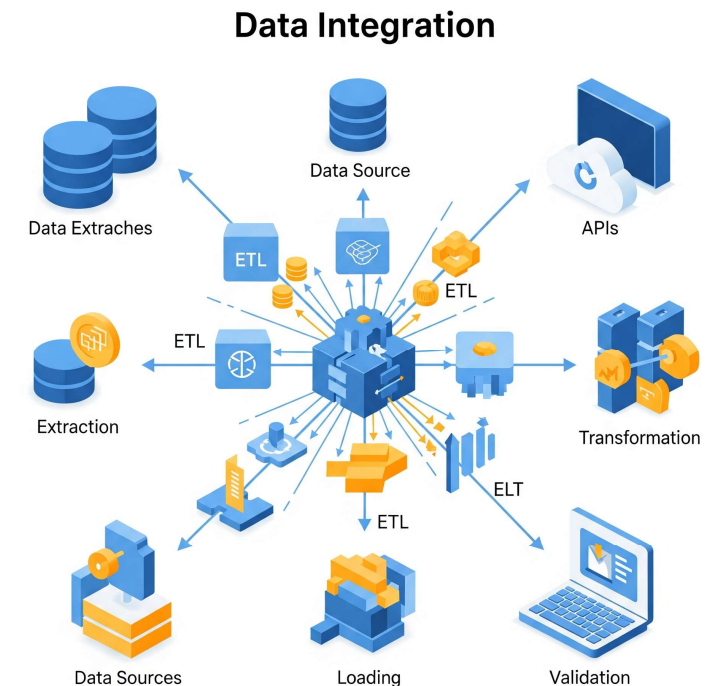 Data Integration
Data Source
Data Extraches
APIs
ETL
ETL
ETL
Extraction
Transformation
ELT
ETL
Data Sources
Loading
Validation